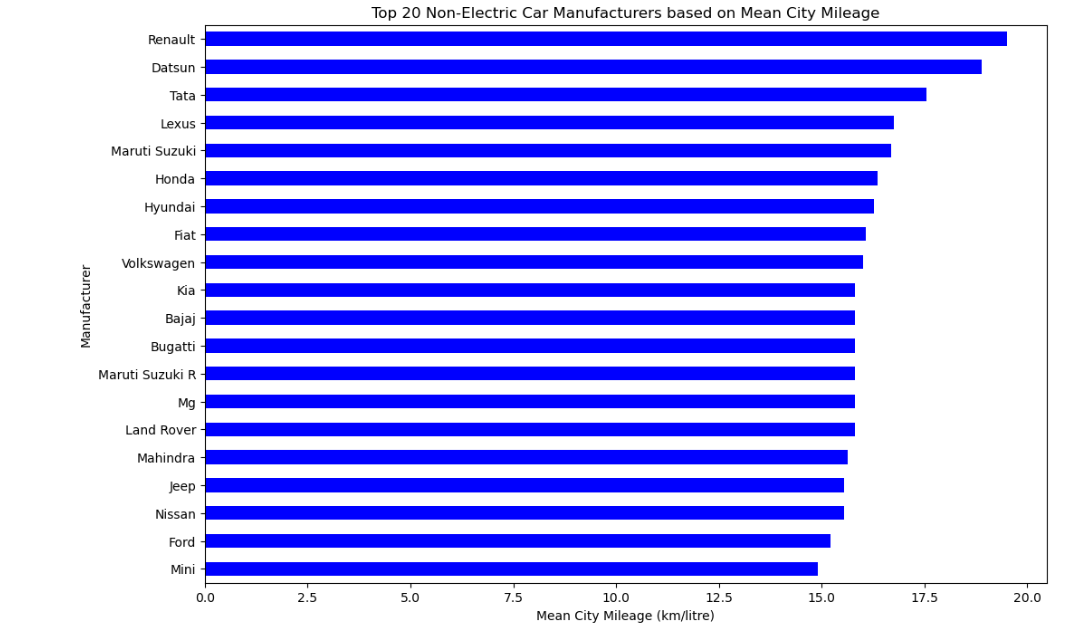 Top 20 Non-Electric Car Manufacturers based on Mean City Mileage
Renault
Datsun
Tata
Lexus
Maruti Suzuki
Honda
Hyundai
Fiat
Volkswagen
Kia
Bajaj
Bugatti
Maruti Suzuki R
Mg
Land Rover
Mahindra
Jeep
Nissan
Ford
Mini
Manufacturer
0.0 2.5 5.0 7.5 10.0 12.5 15.0 17.5 20.0
Mean City Mileage (km/litre)